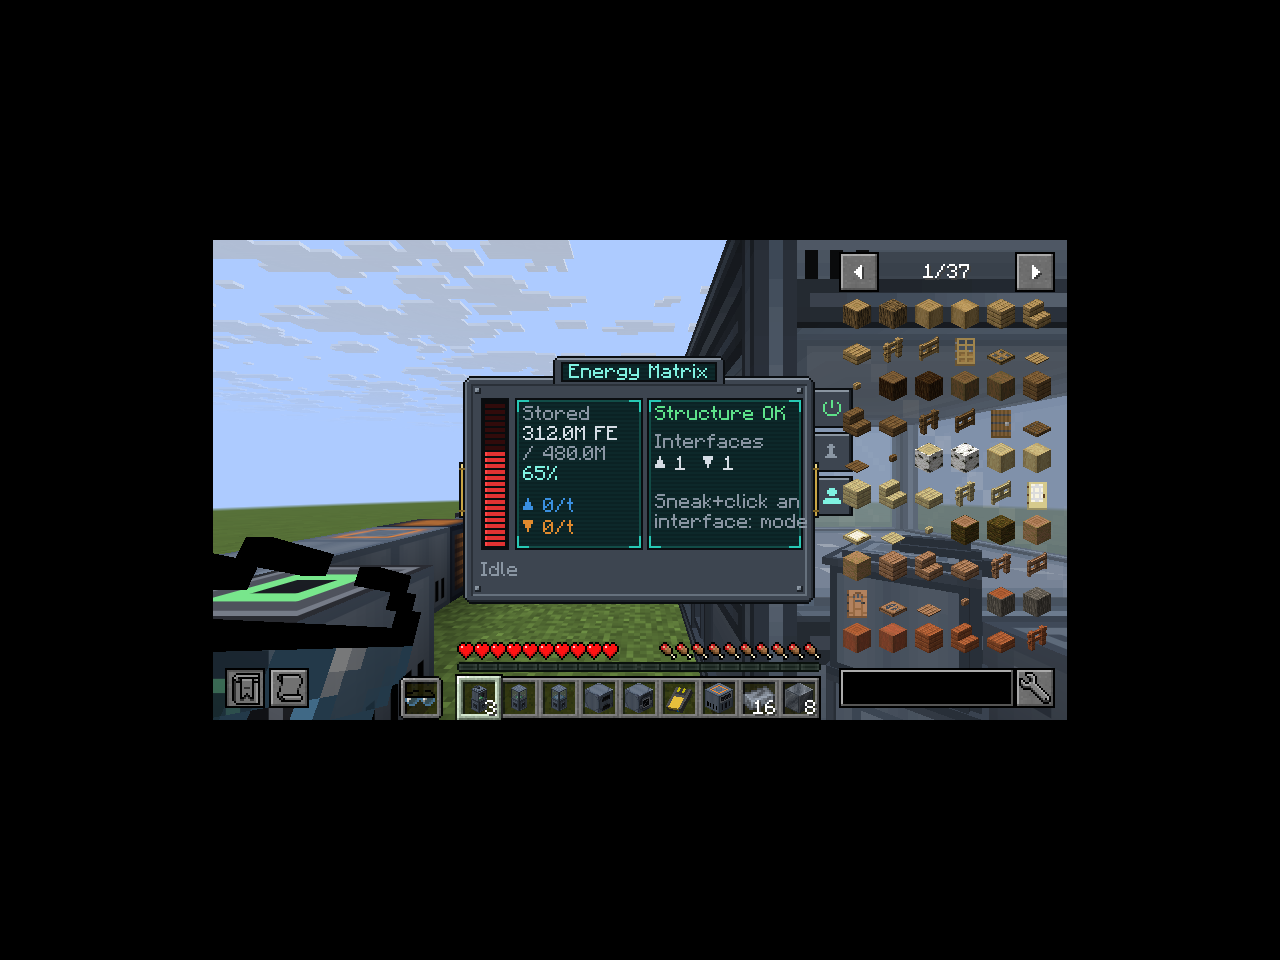 1/37
Energy Matrix
Stored
312.0M FE
/ 480.0M
65%
▲ 0/t
▼ 0/t
Structure OK
Interfaces
▲ 1 ▼ 1
Sneak+click an
interface: mode
Idle
3
16
8